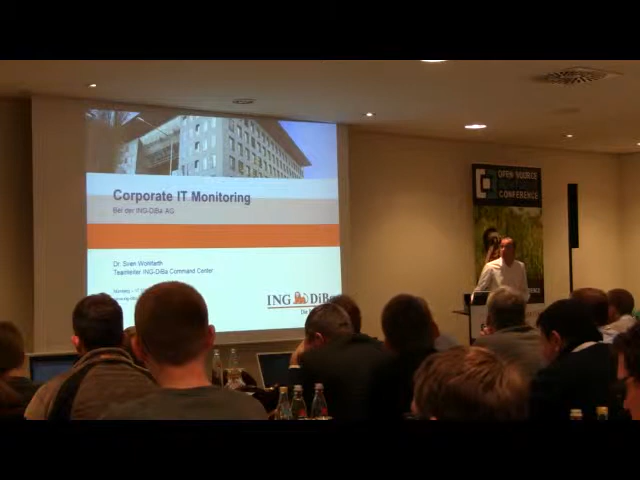 Corporate IT Monitoring
Bei der ING-DiBa AG
Dr. Sven Wohlfarth
Teamleiter ING-DiBa Command Center
ING DiBa
OPEN SOURCE
CONFERENCE